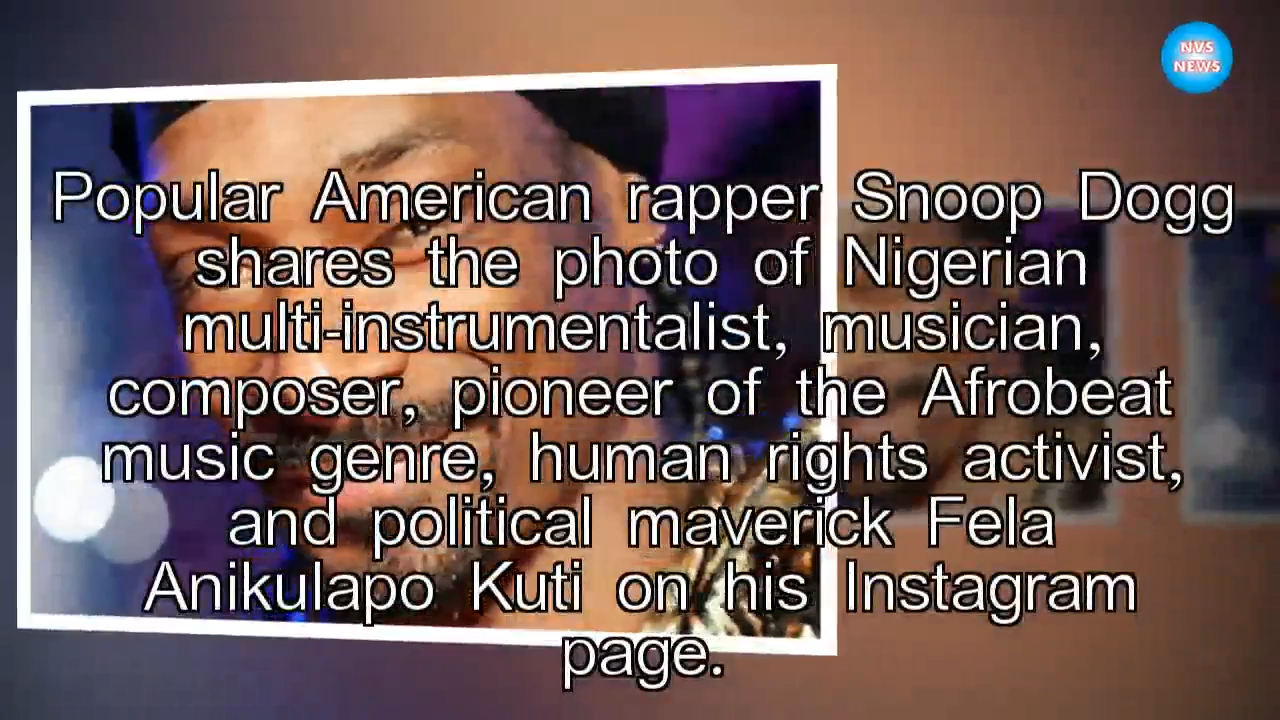 NVS
NEWS
Popular American rapper Snoop Dogg
shares the photo of Nigerian
multi-instrumentalist, musician,
composer, pioneer of the Afrobeat
music genre, human rights activist,
and political maverick Fela
Anikulapo Kuti on his Instagram
page.